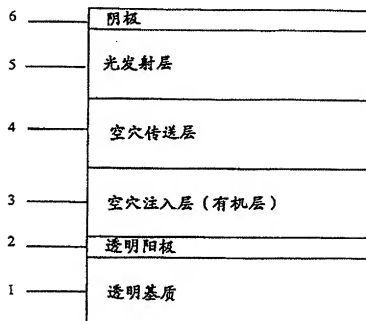 6 阴极
5 光发射层
4 空穴传送层
3 空穴注入层（有机层）
2 透明阳极
1 透明基质